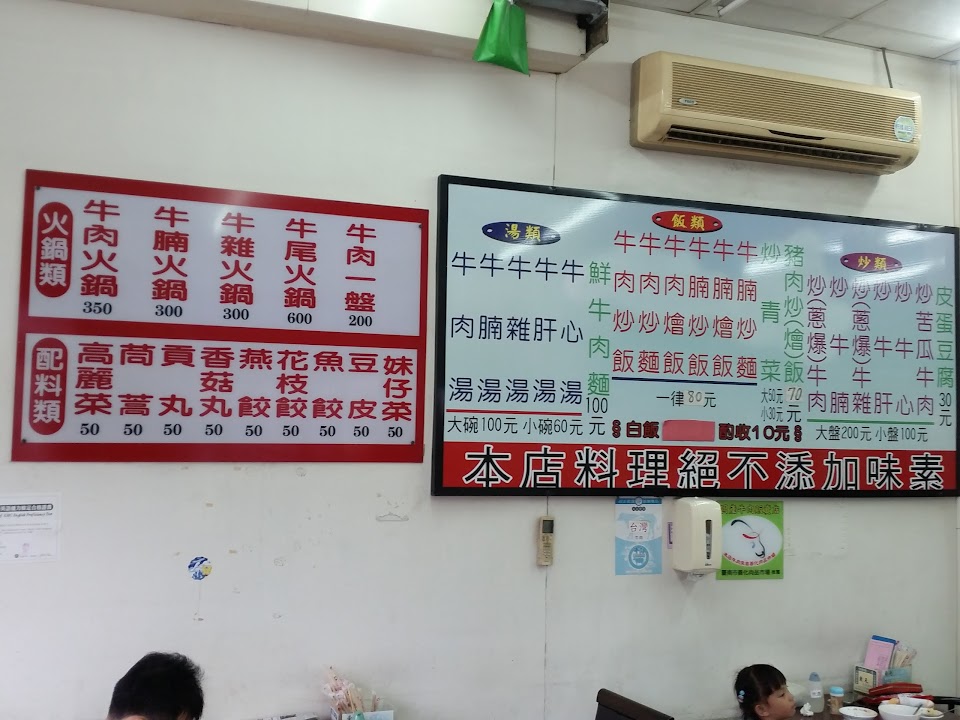 火鍋類
牛肉火鍋 350
牛腩火鍋 300
牛雜火鍋 300
牛尾火鍋 600
牛肉一盤 200
配料類
高麗菜 50
茼蒿 50
貢丸 50
香菇丸 50
燕餃 50
花枝餃 50
魚餃 50
豆皮 50
妹仔菜 50
湯類
牛肉湯
牛腩湯
牛雜湯
牛肝湯
牛心湯
大碗100元 小碗60元
鮮牛肉麵100元
飯類
牛肉炒飯
牛肉炒麵
牛肉燴飯
牛腩炒飯
牛腩燴飯
牛腩炒麵
一律80元
炒青菜
大50元
小30元
豬肉炒(燴)飯70元
白飯 酌收10元
炒類
炒(蔥爆)牛肉
炒牛腩
炒(蔥爆)牛雜
炒牛肝
炒牛心
炒苦瓜牛肉
大盤200元 小盤100元
皮蛋豆腐30元
本店料理絕不添加味素
台灣